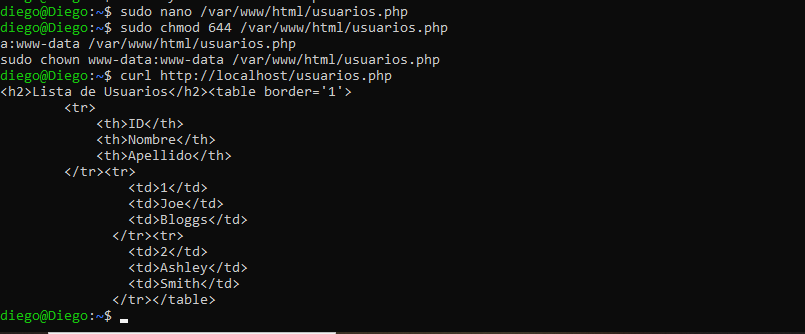 diego@Diego:~$ sudo nano /var/www/html/usuarios.php
diego@Diego:~$ sudo chmod 644 /var/www/html/usuarios.php
a:www-data /var/www/html/usuarios.php
sudo chown www-data:www-data /var/www/html/usuarios.php
diego@Diego:~$ curl http://localhost/usuarios.php
<h2>Lista de Usuarios</h2><table border='1'>
        <tr>
            <th>ID</th>
            <th>Nombre</th>
            <th>Apellido</th>
        </tr><tr>
                <td>1</td>
                <td>Joe</td>
                <td>Bloggs</td>
              </tr><tr>
                <td>2</td>
                <td>Ashley</td>
                <td>Smith</td>
              </tr></table>
diego@Diego:~$